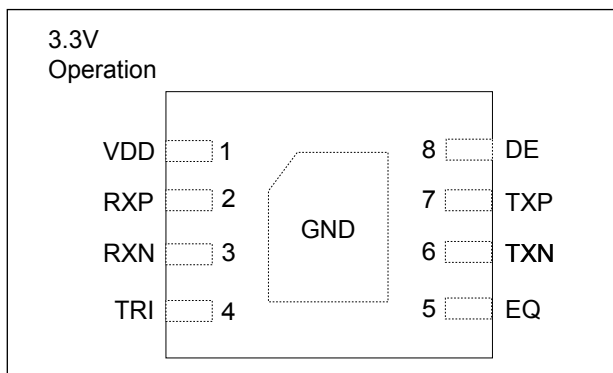 3.3V
Operation
VDD 1 8 DE
RXP 2 7 TXP
GND
RXN 3 6 TXN
TRI 4 5 EQ